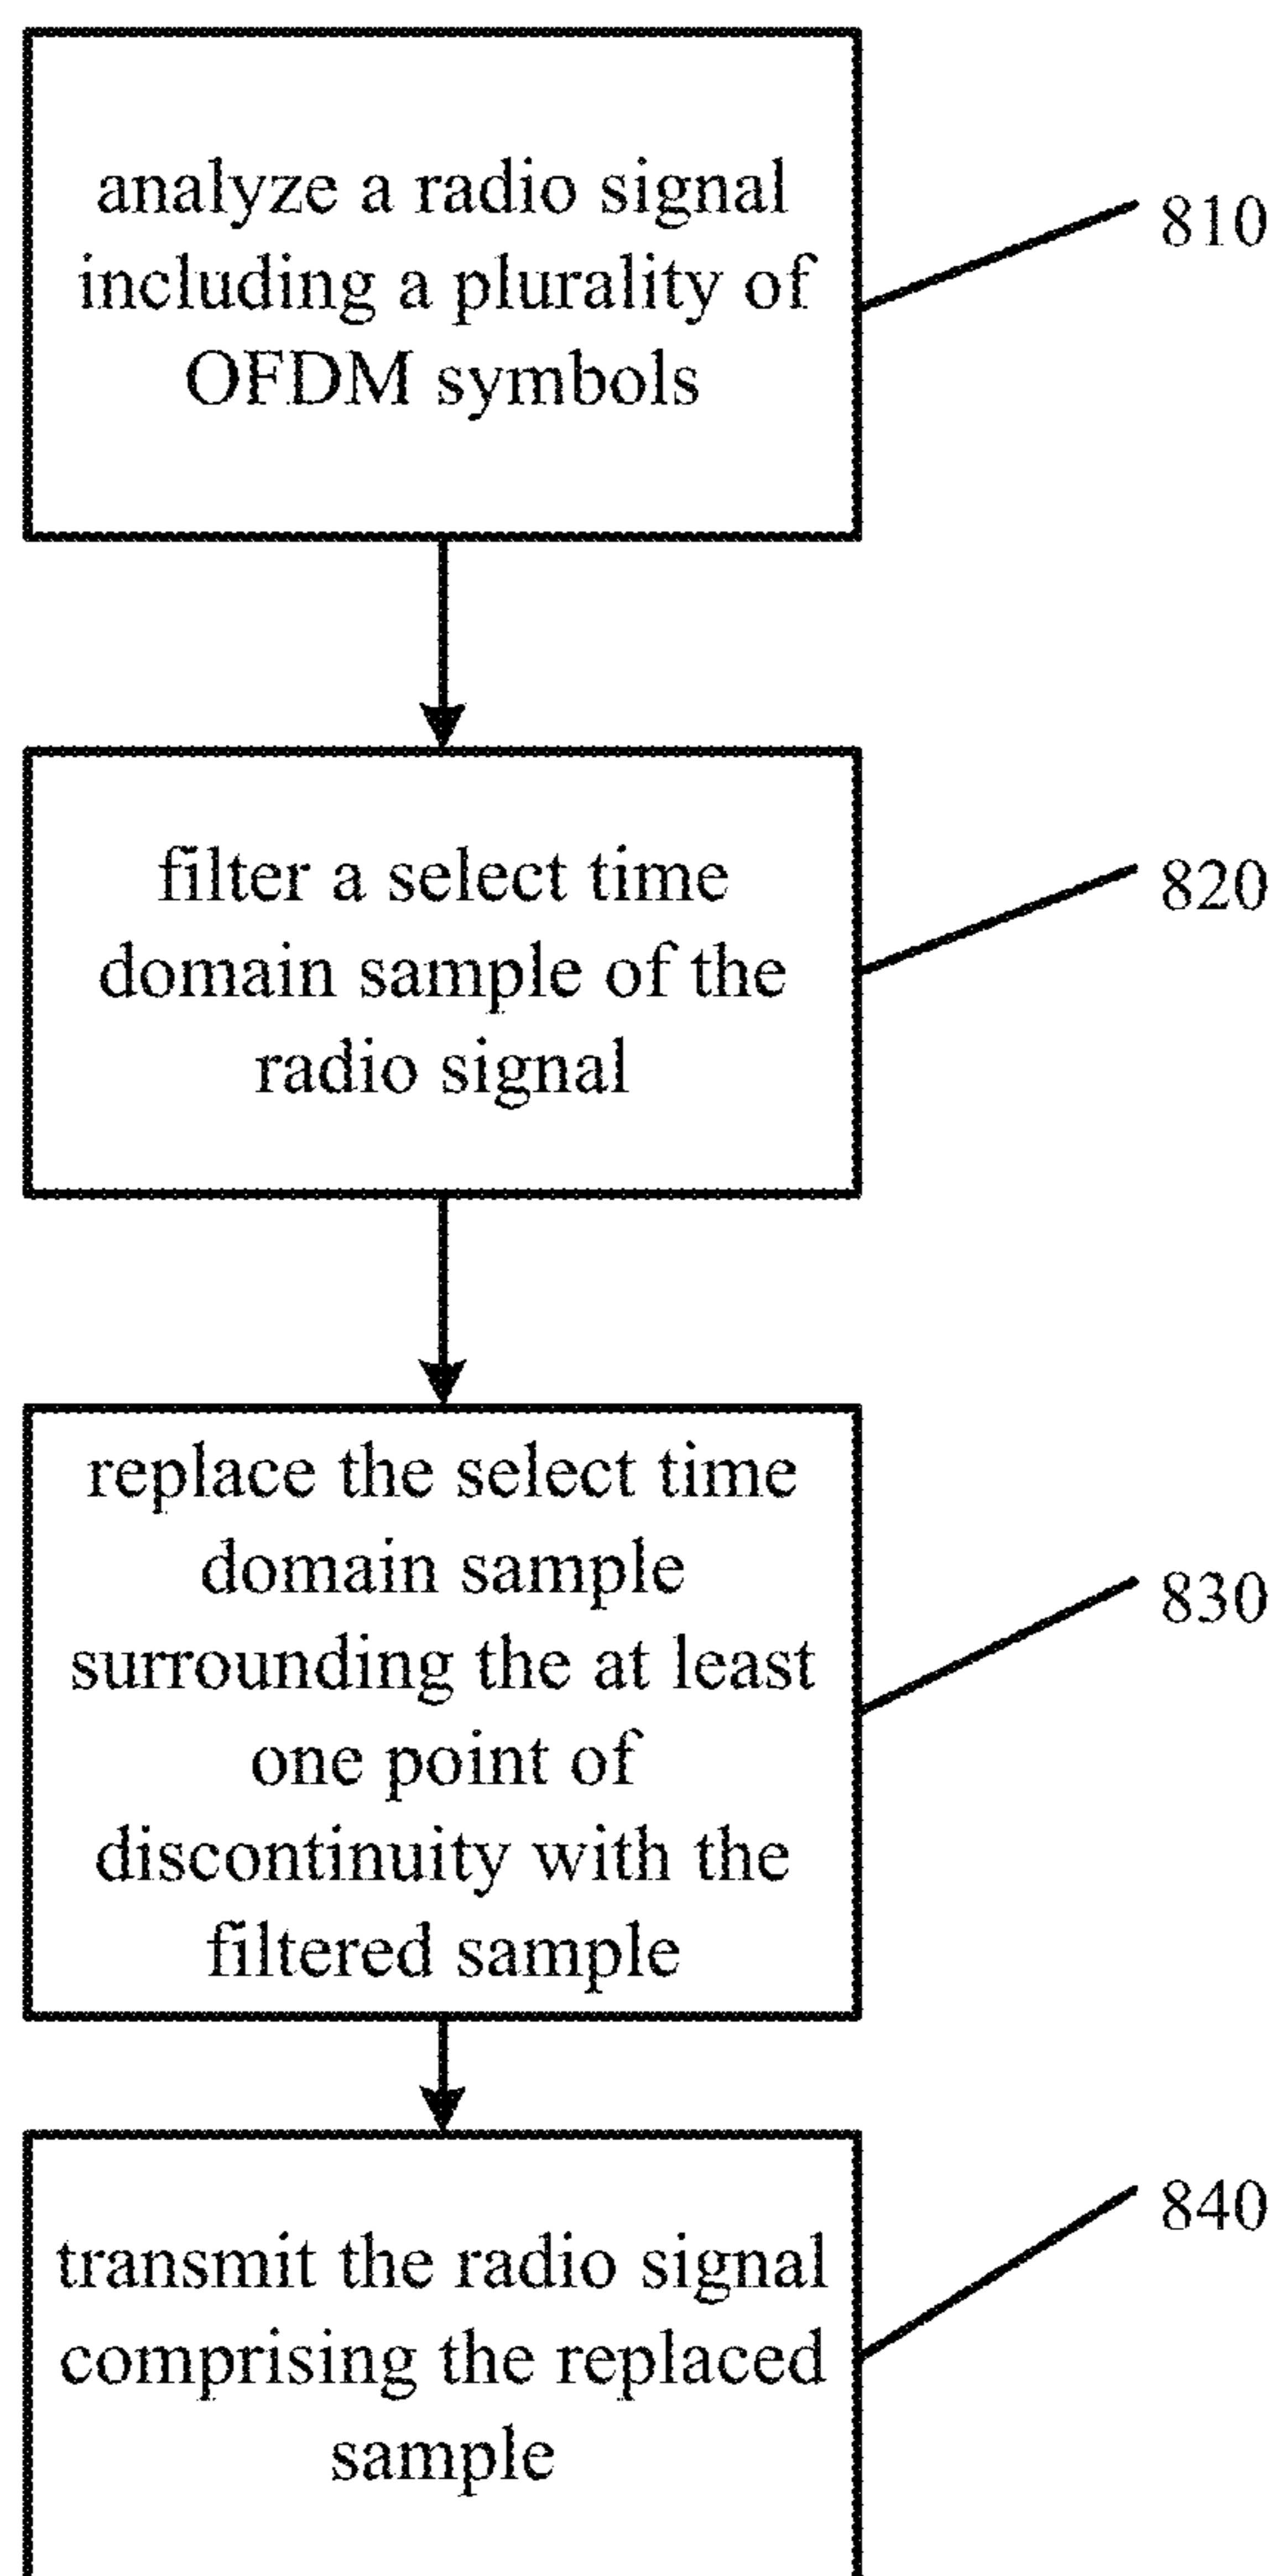 analyze a radio signal
including a plurality of
OFDM symbols
810
filter a select time
domain sample of the
radio signal
820
replace the select time
domain sample
surrounding the at least
one point of
discontinuity with the
filtered sample
830
transmit the radio signal
comprising the replaced
sample
840